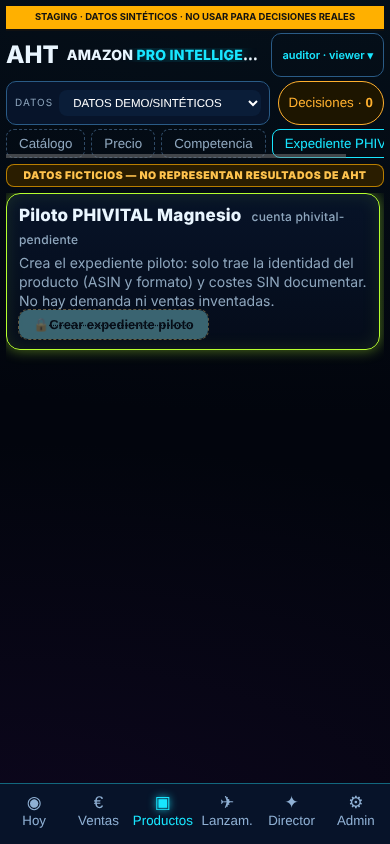 STAGING · DATOS SINTÉTICOS · NO USAR PARA DECISIONES REALES
AHT AMAZON PRO INTELLIGE...
auditor · viewer ▾
DATOS DATOS DEMO/SINTÉTICOS
Decisiones · 0
Catálogo Precio Competencia Expediente PHIV
DATOS FICTICIOS — NO REPRESENTAN RESULTADOS DE AHT
Piloto PHIVITAL Magnesio cuenta phivital-
pendiente
Crea el expediente piloto: solo trae la identidad del
producto (ASIN y formato) y costes SIN documentar.
No hay demanda ni ventas inventadas.
🔒 Crear expediente piloto
Hoy Ventas Productos Lanzam. Director Admin